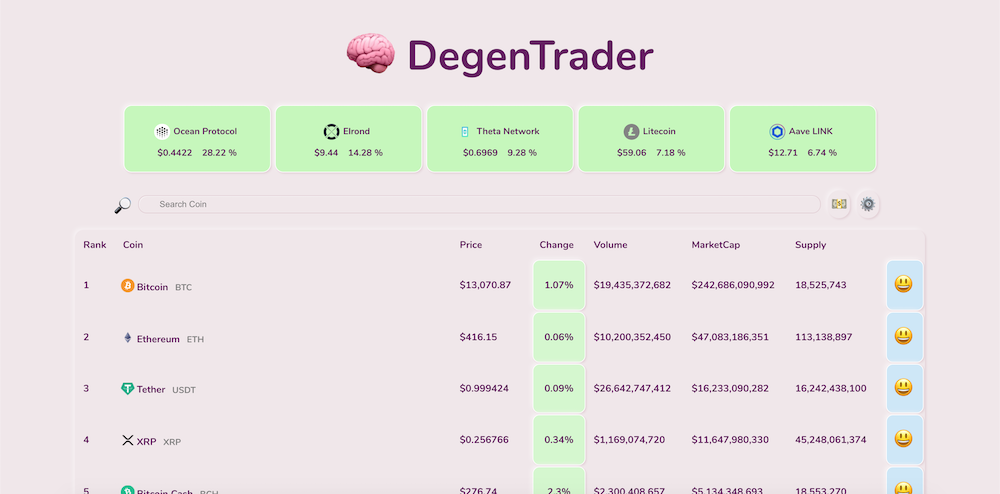 DegenTrader
Ocean Protocol
$0.4422 28.22 %
Elrond
$9.44 14.28 %
Theta Network
$0.6969 9.28 %
Litecoin
$59.06 7.18 %
Aave LINK
$12.71 6.74 %
Search Coin
Rank Coin Price Change Volume MarketCap Supply
1 Bitcoin BTC $13,070.87 1.07% $19,435,372,682 $242,686,090,992 18,525,743
2 Ethereum ETH $416.15 0.06% $10,200,352,450 $47,083,186,351 113,138,897
3 Tether USDT $0.999424 0.09% $26,642,747,412 $16,233,090,282 16,242,438,100
4 XRP XRP $0.256766 0.34% $1,169,074,720 $11,647,980,330 45,248,061,374
5 Bitcoin Cash BCH $276.74 2.3% $2,300,408,657 $5,134,348,693 18,553,270